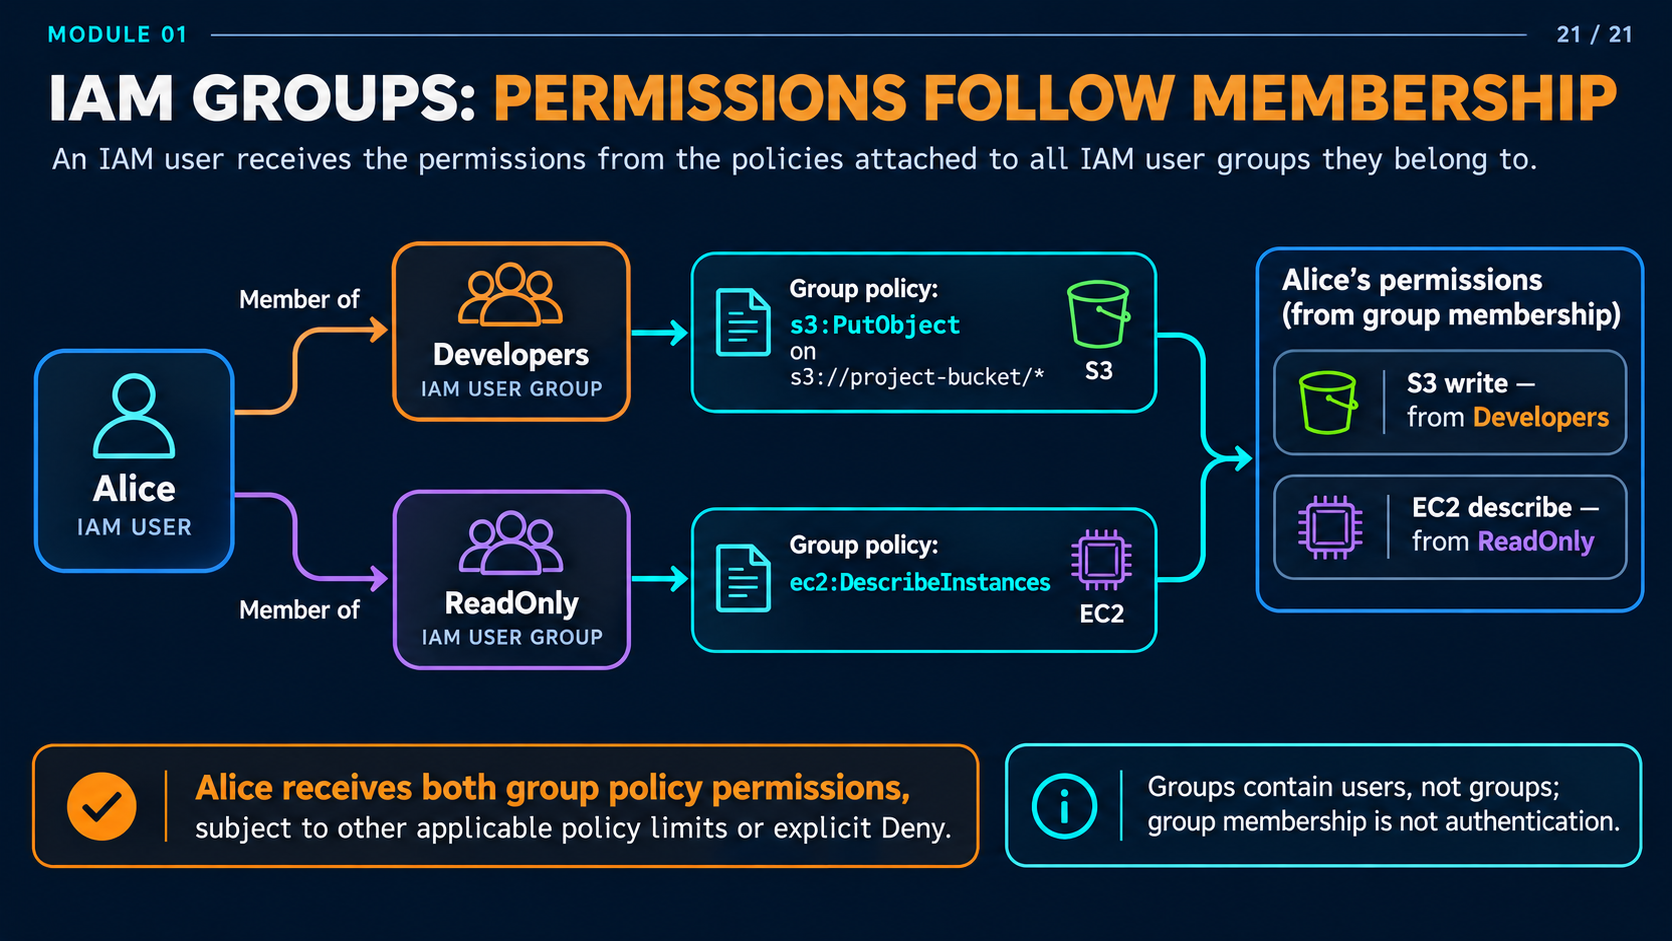 MODULE 01
21 / 21
IAM GROUPS: PERMISSIONS FOLLOW MEMBERSHIP
An IAM user receives the permissions from the policies attached to all IAM user groups they belong to.
Alice
IAM USER
Member of
Member of
Developers
IAM USER GROUP
ReadOnly
IAM USER GROUP
Group policy:
s3:PutObject
on
s3://project-bucket/*
S3
Group policy:
ec2:DescribeInstances
EC2
Alice’s permissions
(from group membership)
S3 write —
from Developers
EC2 describe —
from ReadOnly
Alice receives both group policy permissions,
subject to other applicable policy limits or explicit Deny.
Groups contain users, not groups;
group membership is not authentication.